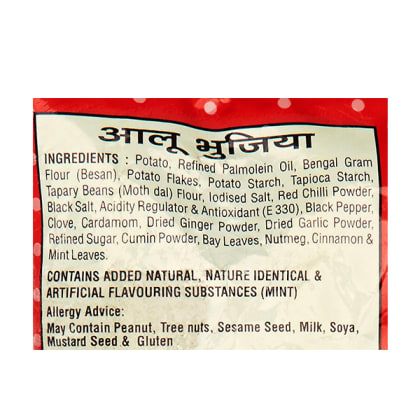 आलू भुजिया
INGREDIENTS : Potato, Refined Palmolein Oil, Bengal Gram
Flour (Besan), Potato Flakes, Potato Starch, Tapioca Starch,
Tapary Beans (Moth dal) Flour, Iodised Salt, Red Chilli Powder,
Black Salt, Acidity Regulator & Antioxidant (E 330), Black Pepper,
Clove, Cardamom, Dried Ginger Powder, Dried Garlic Powder,
Refined Sugar, Cumin Powder, Bay Leaves, Nutmeg, Cinnamon &
Mint Leaves.
CONTAINS ADDED NATURAL, NATURE IDENTICAL &
ARTIFICIAL FLAVOURING SUBSTANCES (MINT)
Allergy Advice:
May Contain Peanut, Tree nuts, Sesame Seed, Milk, Soya,
Mustard Seed & Gluten